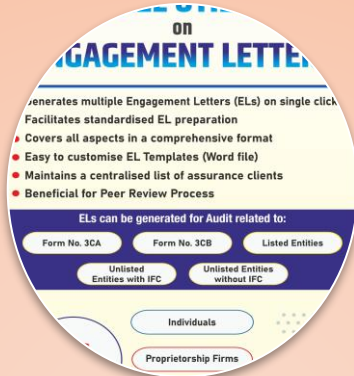 on
ENGAGEMENT LETTER
Generates multiple Engagement Letters (ELs) on single click
Facilitates standardised EL preparation
Covers all aspects in a comprehensive format
Easy to customise EL Templates (Word file)
Maintains a centralised list of assurance clients
Beneficial for Peer Review Process
ELs can be generated for Audit related to:
Form No. 3CA Form No. 3CB Listed Entities
Unlisted Unlisted Entities
Entities with IFC without IFC
Individuals
Proprietorship Firms